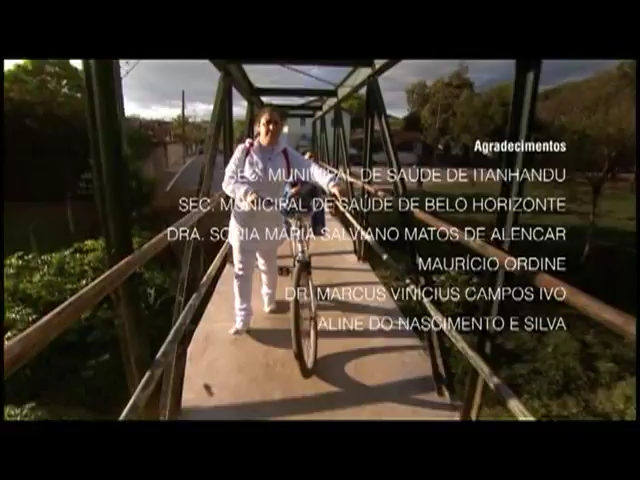 Agradecimentos
SEC. MUNICIPAL DE SAÚDE DE ITANHANDU
SEC. MUNICIPAL DE SAÚDE DE BELO HORIZONTE
DRA. SONIA MARIA SALVIANO MATOS DE ALENCAR
MAURÍCIO ORDINE
DR. MARCUS VINICIUS CAMPOS IVO
ALINE DO NASCIMENTO E SILVA